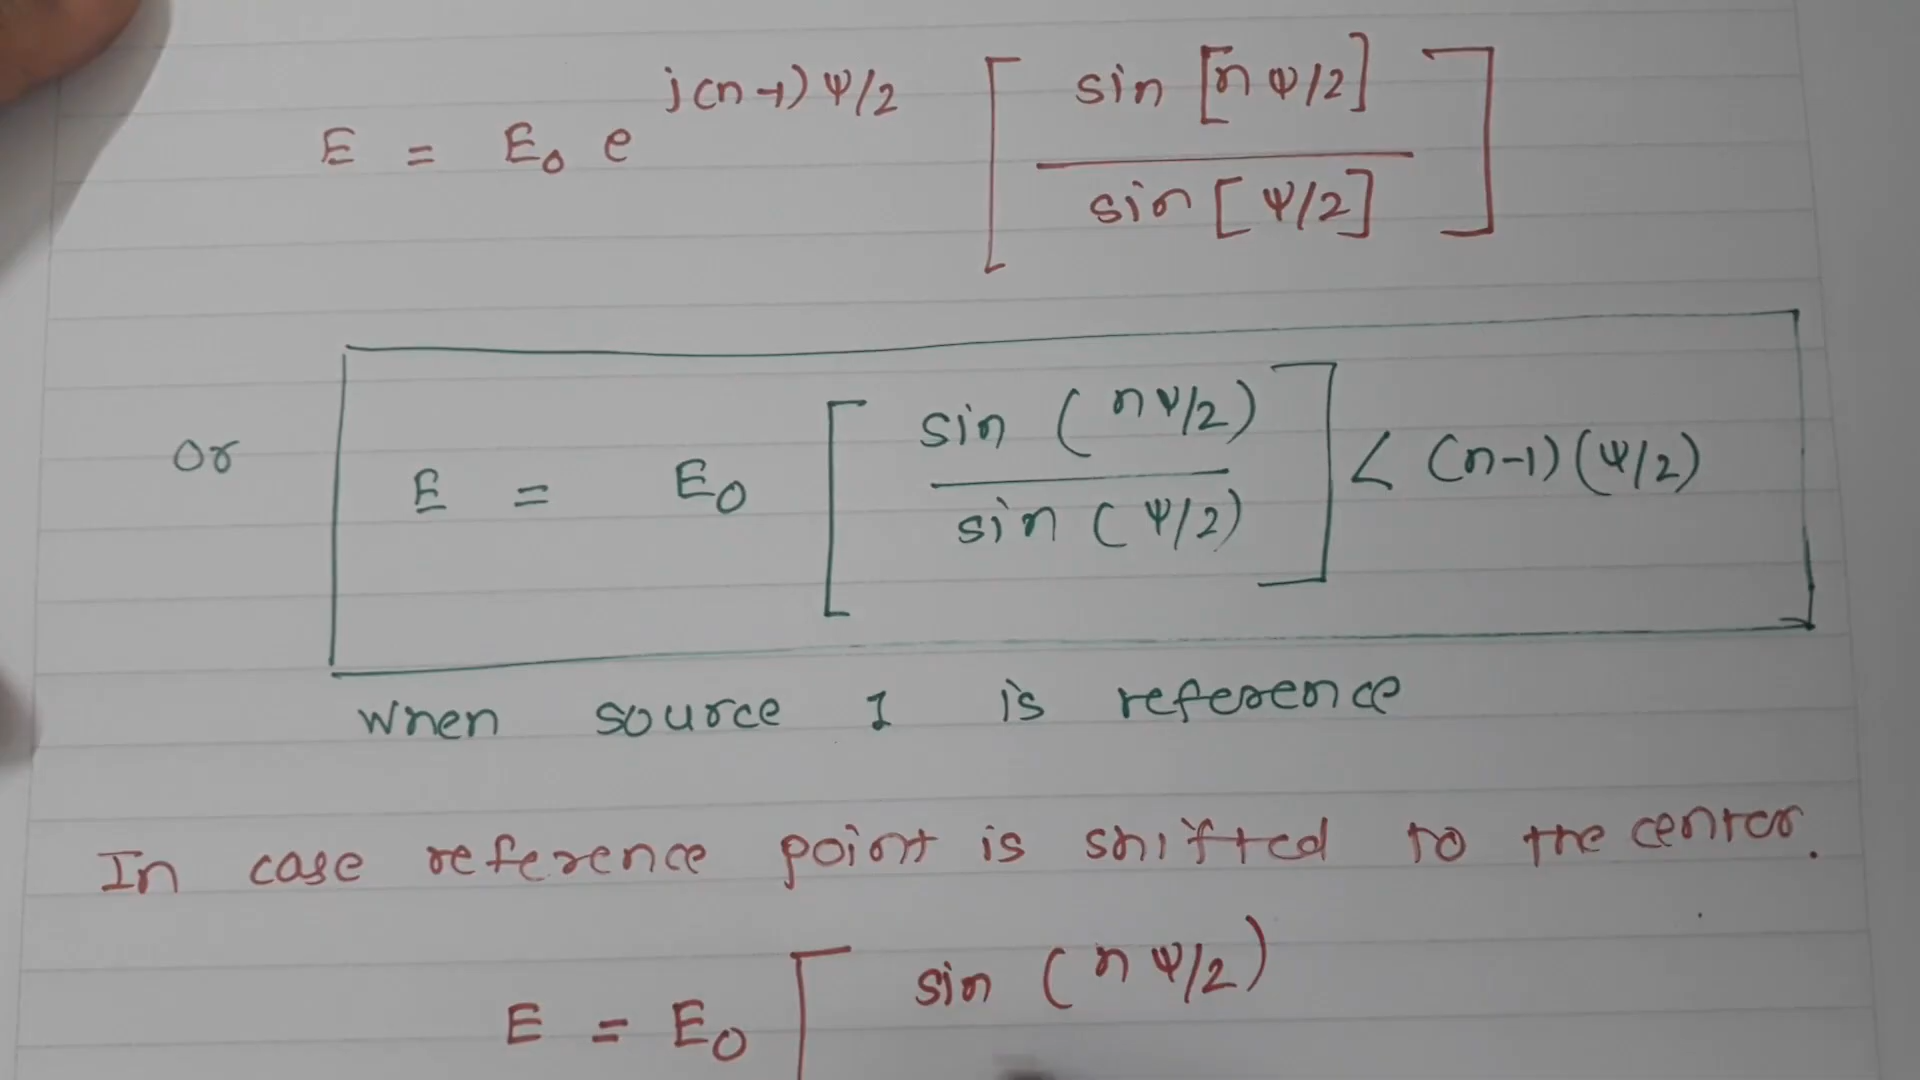 E = E₀ e^{j(n-1)ψ/2} [ sin [nψ/2] / sin [ψ/2] ]
or E = E₀ [ sin (nψ/2) / sin (ψ/2) ] ∠ (n-1)(ψ/2)
when source 1 is reference
In case reference point is shifted to the center.
E = E₀ [ sin (nψ/2)